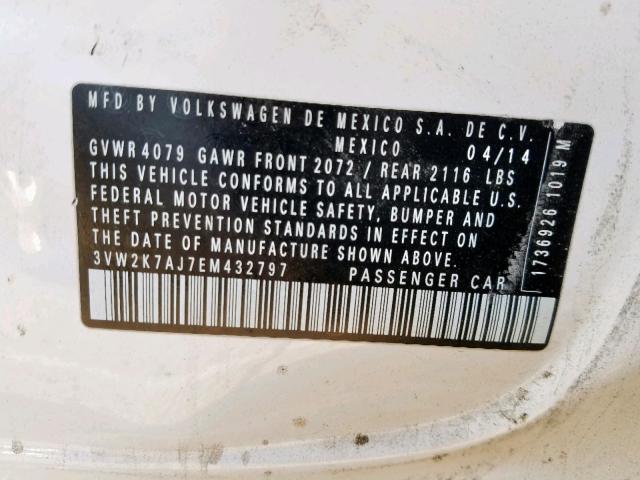 MFD BY VOLKSWAGEN DE MEXICO S.A. DE C.V.
MEXICO 04/14
GVWR 4079 GAWR FRONT 2072 / REAR 2116 LBS
THIS VEHICLE CONFORMS TO ALL APPLICABLE U.S.
FEDERAL MOTOR VEHICLE SAFETY, BUMPER AND
THEFT PREVENTION STANDARDS IN EFFECT ON
THE DATE OF MANUFACTURE SHOWN ABOVE.
3VW2K7AJ7EM432797 PASSENGER CAR
1736926 1019 M